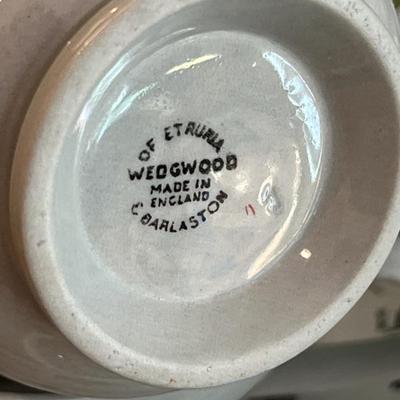 OF ETRURIA
WEDGWOOD
MADE IN
ENGLAND
& BARLASTON